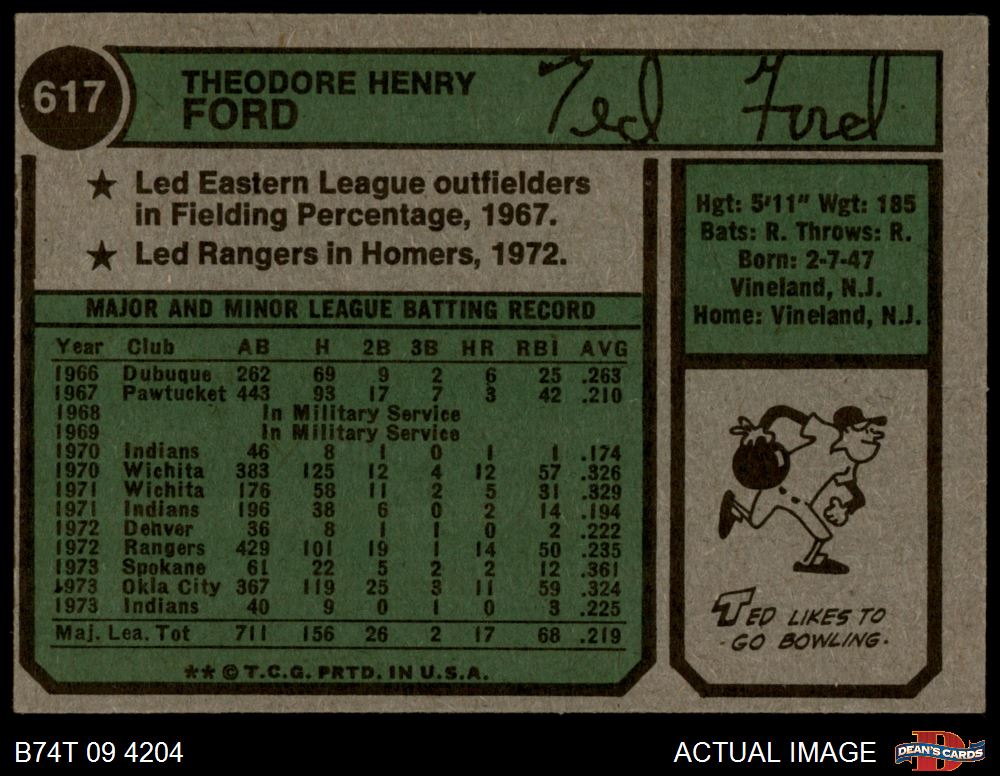 617
THEODORE HENRY
FORD
Ted Ford
★ Led Eastern League outfielders
in Fielding Percentage, 1967.
★ Led Rangers in Homers, 1972.
Hgt: 5'11" Wgt: 185
Bats: R. Throws: R.
Born: 2-7-47
Vineland, N.J.
Home: Vineland, N.J.
MAJOR AND MINOR LEAGUE BATTING RECORD
Year Club AB H 2B 3B HR RBI AVG
1966 Dubuque 262 69 9 2 6 25 .263
1967 Pawtucket 443 93 17 7 3 42 .210
1968 In Military Service
1969 In Military Service
1970 Indians 46 8 1 0 1 1 .174
1970 Wichita 383 125 12 4 12 57 .326
1971 Wichita 176 58 11 2 5 31 .329
1971 Indians 196 38 6 0 2 14 .194
1972 Denver 36 8 1 1 0 2 .222
1972 Rangers 429 101 19 1 14 50 .235
1973 Spokane 61 22 5 2 2 12 .361
1973 Okla City 367 119 25 3 11 59 .324
1973 Indians 40 9 0 1 0 3 .225
Maj. Lea. Tot 711 156 26 2 17 68 .219
** © T.C.G. PRTD. IN U.S.A.
TED LIKES TO
GO BOWLING.
B74T 09 4204
ACTUAL IMAGE
DEAN'S CARDS